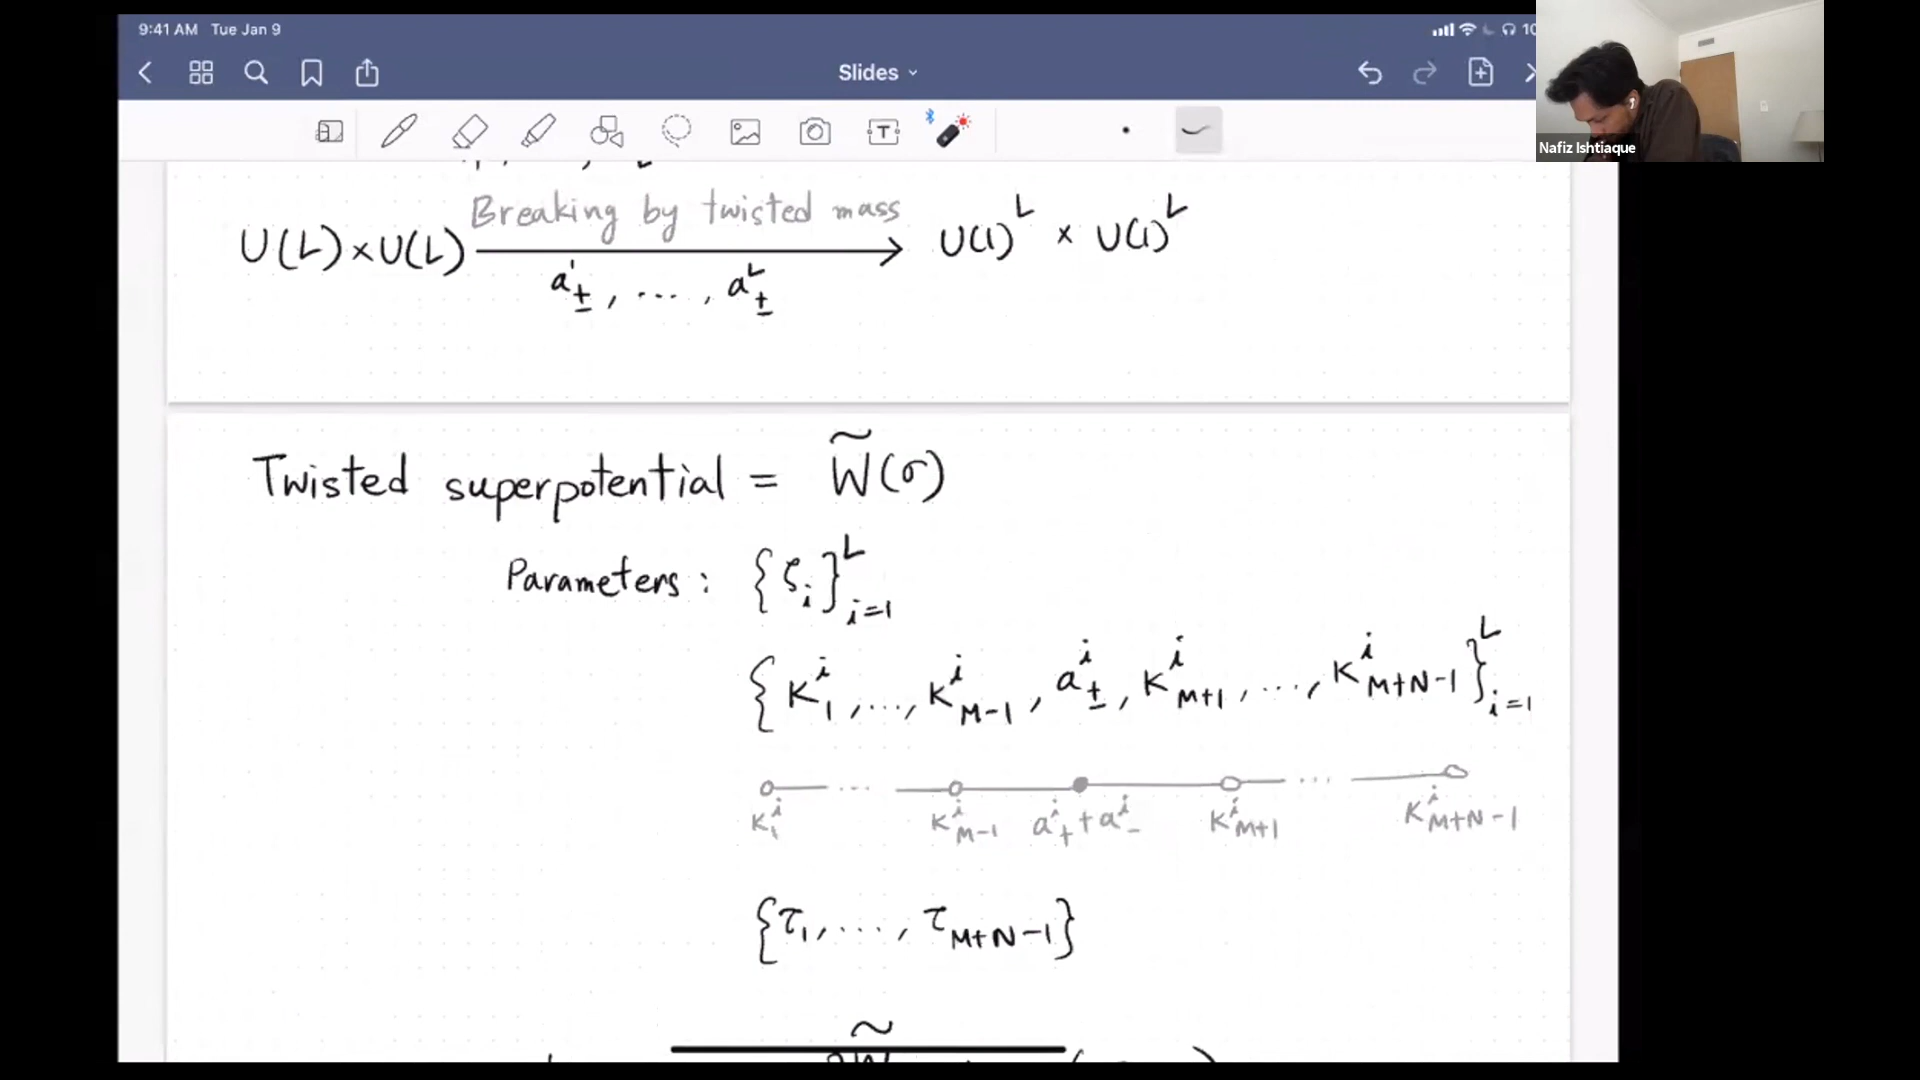 9:41 AM Tue Jan 9
Slides
Nafiz Ishtiaque
Breaking by twisted mass
U(L)×U(L) ⟶ U(1)^L × U(1)^L
a^1_±, ..., a^L_±
Twisted superpotential = W̃(σ)
Parameters : {ζ_i}^L_{i=1}
{K^i_1, ..., K^i_{M-1}, a^i_±, K^i_{M+1}, ..., K^i_{M+N-1}}^L_{i=1}
K^i_1 K^i_{M-1} a^i_+ + a^i_- K^i_{M+1} K^i_{M+N-1}
{τ_1, ..., τ_{M+N-1}}